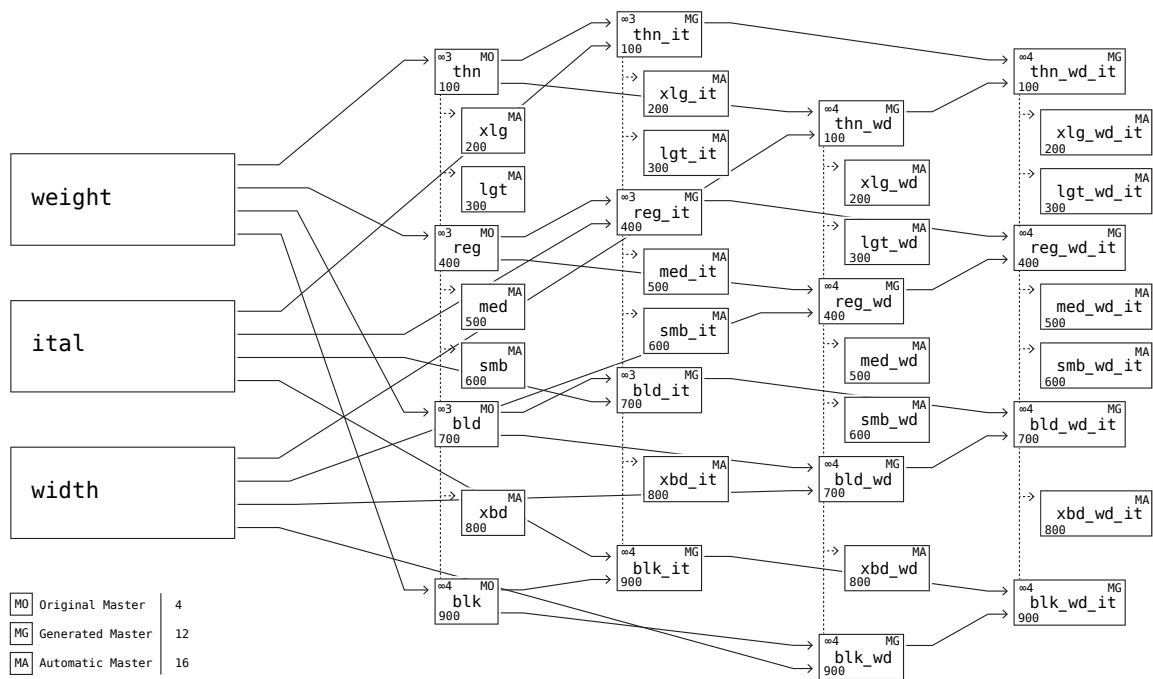 weight
ital
width
∞3 MO
thn
100
MA
xlg
200
MA
lgt
300
∞3 MO
reg
400
MA
med
500
MA
smb
600
∞3 MO
bld
700
MA
xbd
800
∞4 MO
blk
900
∞3 MG
thn_it
100
MA
xlg_it
200
MA
lgt_it
300
∞3 MG
reg_it
400
MA
med_it
500
MA
smb_it
600
∞3 MG
bld_it
700
MA
xbd_it
800
∞4 MG
blk_it
900
∞4 MG
thn_wd
100
MA
xlg_wd
200
MA
lgt_wd
300
∞4 MG
reg_wd
400
MA
med_wd
500
MA
smb_wd
600
∞4 MG
bld_wd
700
MA
xbd_wd
800
∞4 MG
blk_wd
900
∞4 MG
thn_wd_it
100
MA
xlg_wd_it
200
MA
lgt_wd_it
300
∞4 MG
reg_wd_it
400
MA
med_wd_it
500
MA
smb_wd_it
600
∞4 MG
bld_wd_it
700
MA
xbd_wd_it
800
∞4 MG
blk_wd_it
900
MO Original Master 4
MG Generated Master 12
MA Automatic Master 16